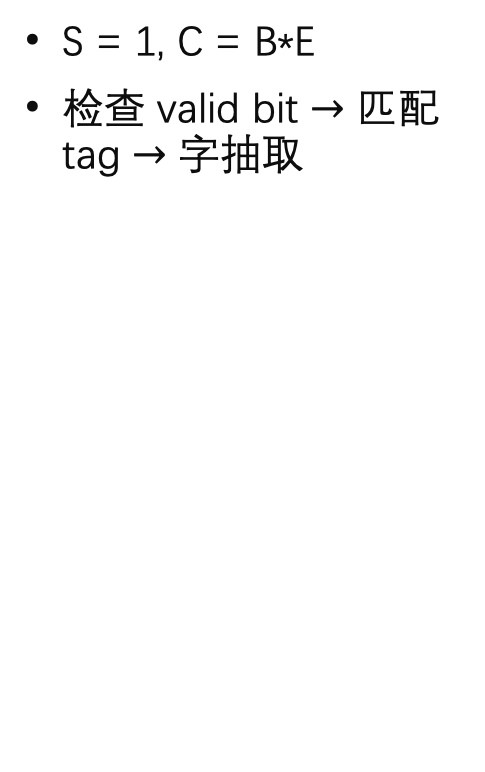 • S = 1, C = B*E
• 检查 valid bit → 匹配
tag → 字抽取